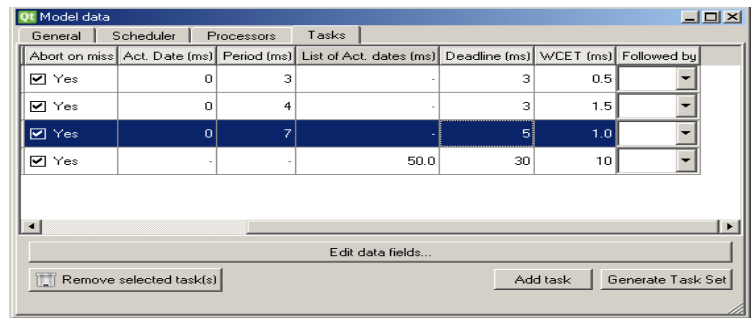 Qt Model data
General Scheduler Processors Tasks
Abort on miss Act. Date (ms) Period (ms) List of Act. dates (ms) Deadline (ms) WCET (ms) Followed by
Yes 0 3 - 3 0.5
Yes 0 4 - 3 1.5
Yes 0 7 - 5 1.0
Yes - - 50.0 30 10
Edit data fields...
Remove selected task(s) Add task Generate Task Set